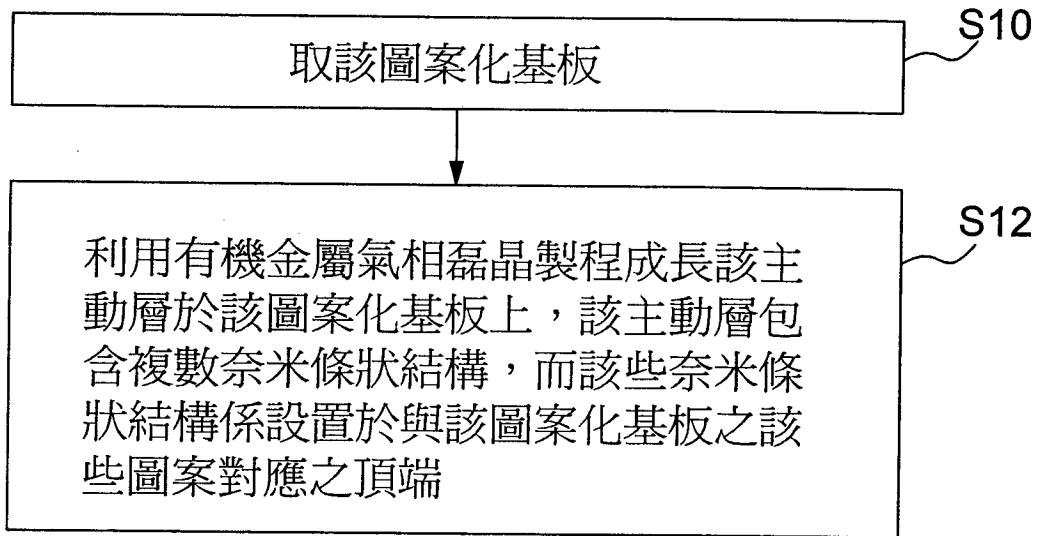 取該圖案化基板
S10
利用有機金屬氣相磊晶製程成長該主
動層於該圖案化基板上，該主動層包
含複數奈米條狀結構，而該些奈米條
狀結構係設置於與該圖案化基板之該
些圖案對應之頂端
S12